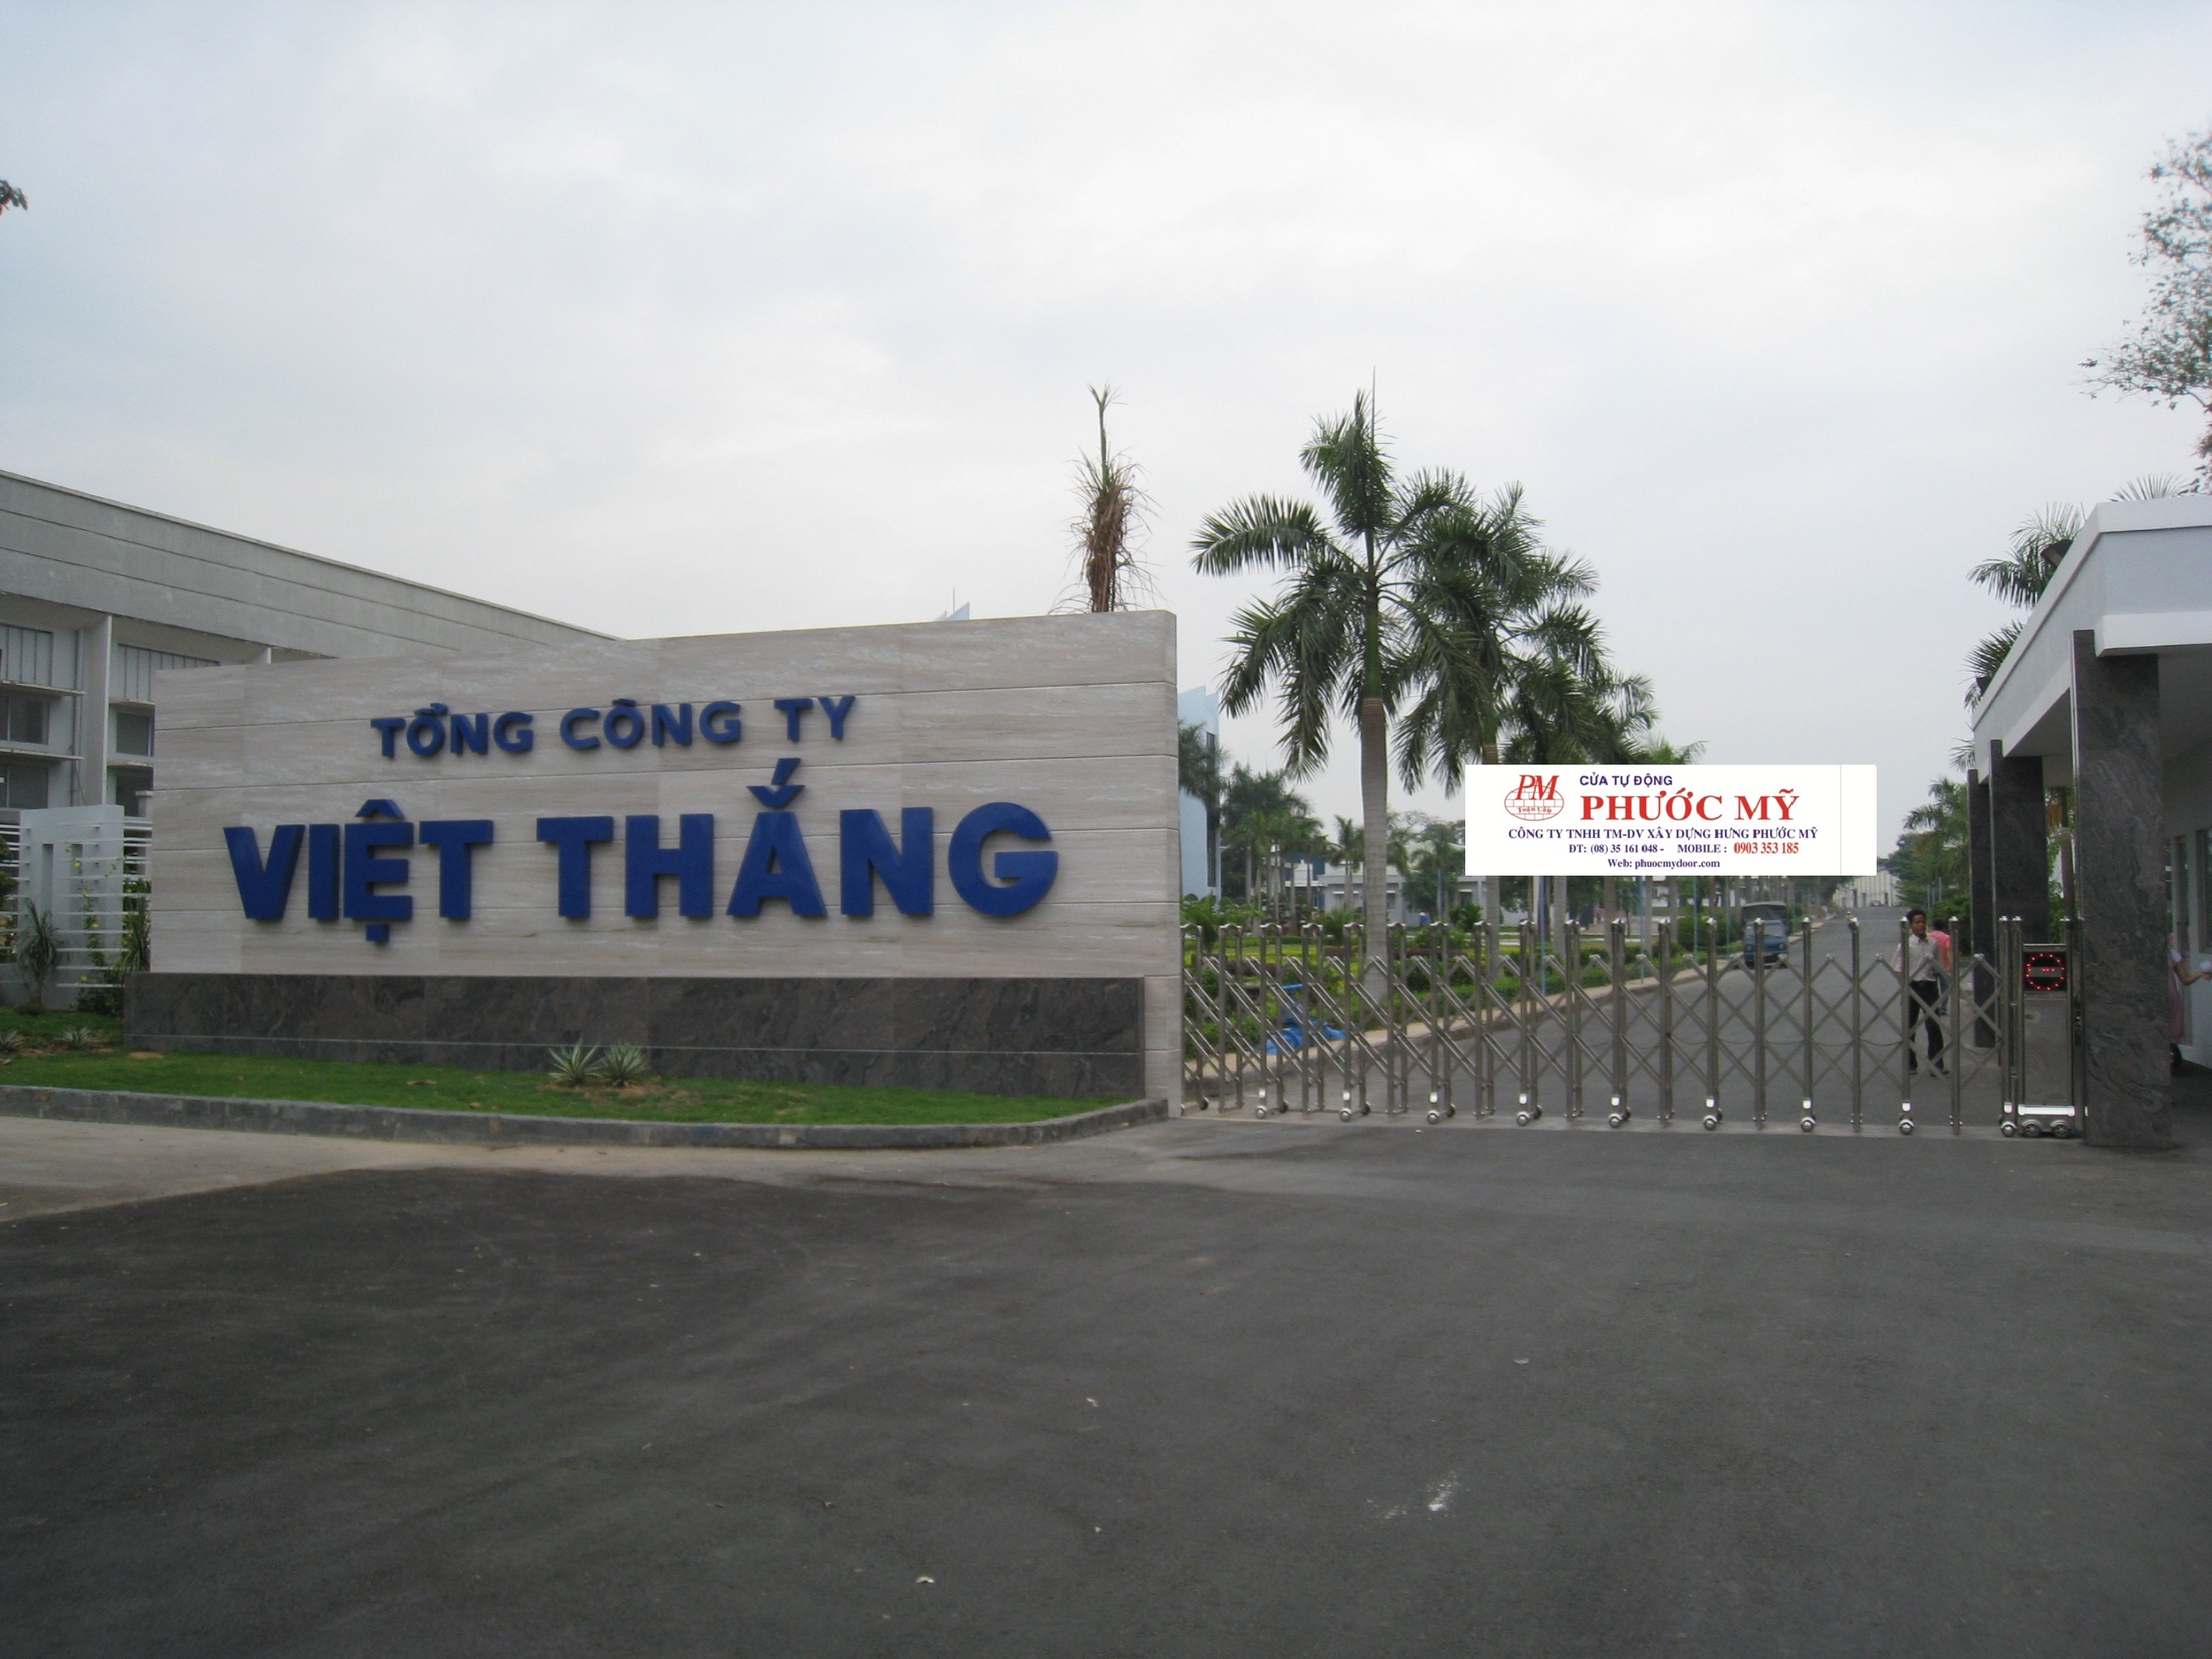 TỔNG CÔNG TY
VIỆT THẮNG
PM
CỬA TỰ ĐỘNG
PHƯỚC MỸ
CÔNG TY TNHH TM-DV XÂY DỰNG HƯNG PHƯỚC MỸ
ĐT: (08) 35 161 048 - MOBILE : 0903 353 185
Web: phuocmydoor.com